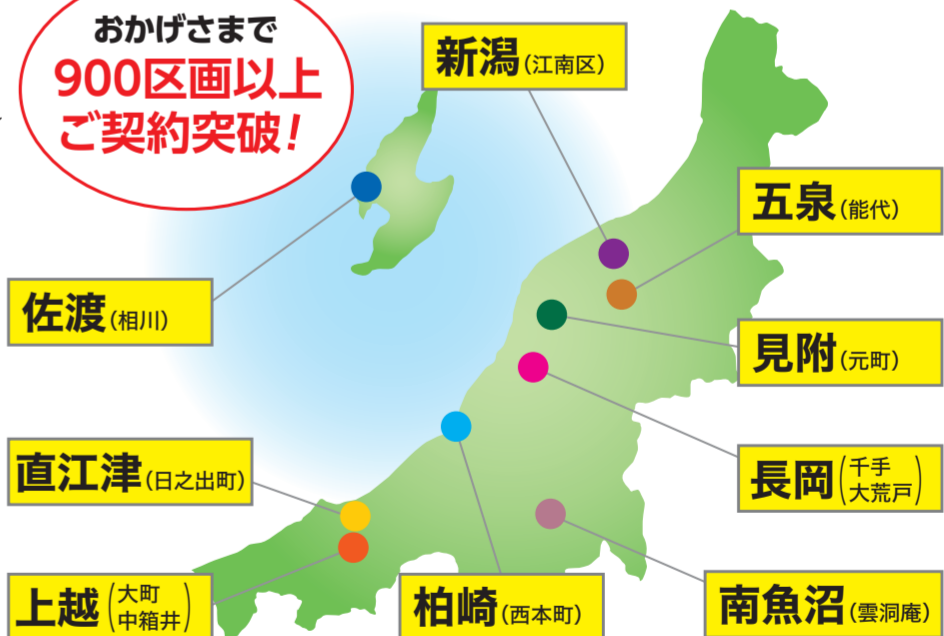 おかげさまで
900区画以上
ご契約突破!
新潟(江南区)
五泉(能代)
佐渡(相川)
見附(元町)
直江津(日之出町)
長岡(千手
大荒戸)
上越(大町
中箱井)
柏崎(西本町)
南魚沼(雲洞庵)